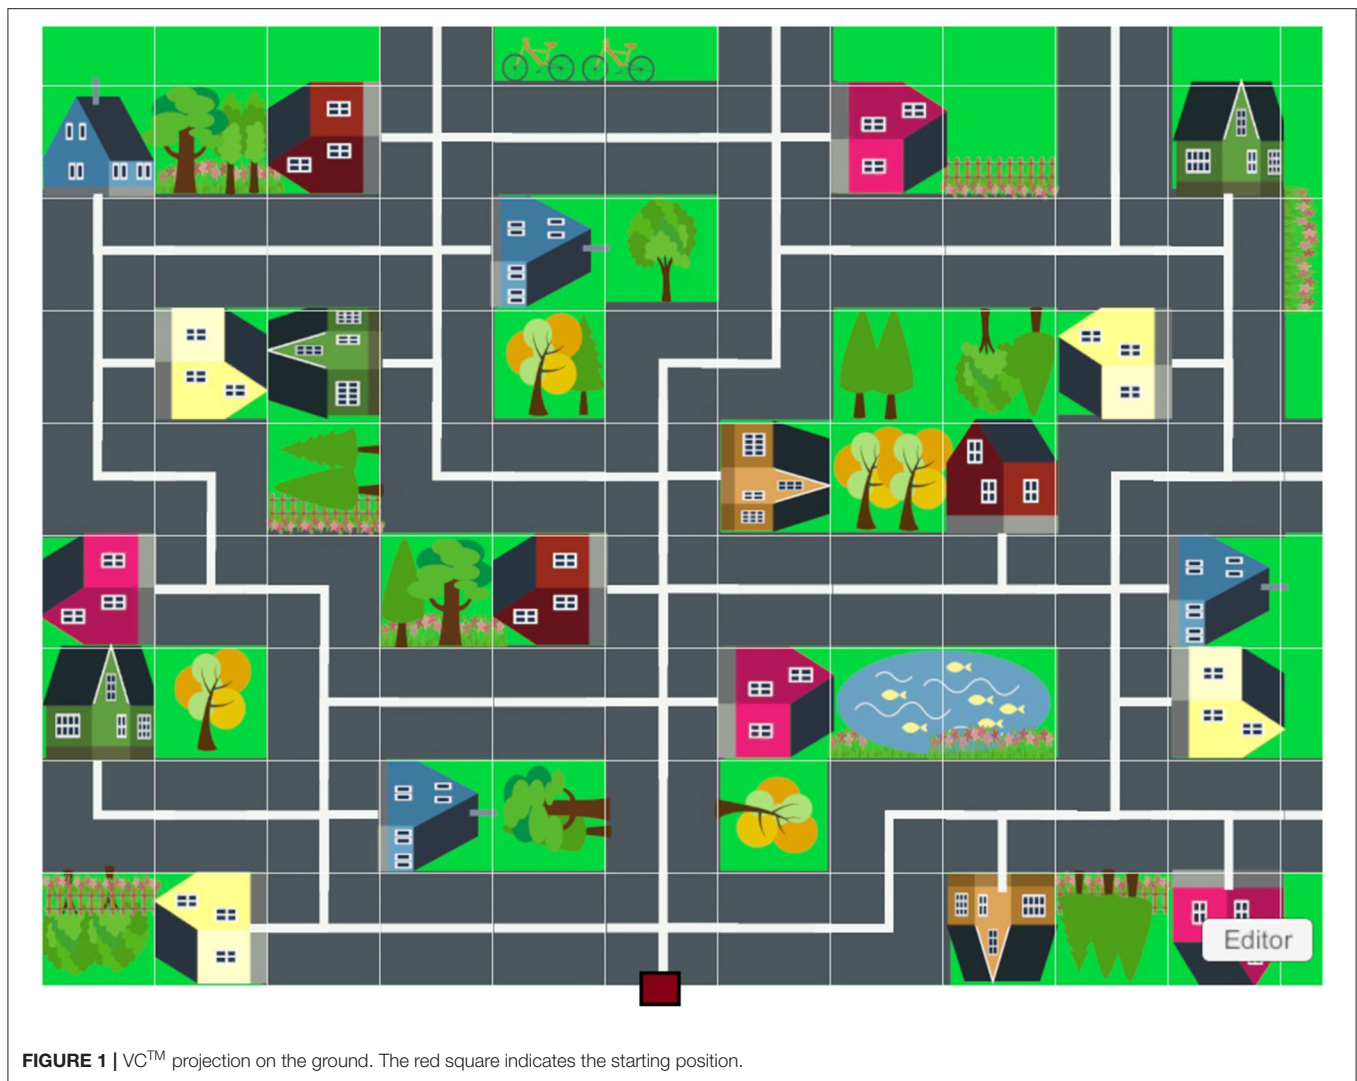 Editor
FIGURE 1 | VC™ projection on the ground. The red square indicates the starting position.